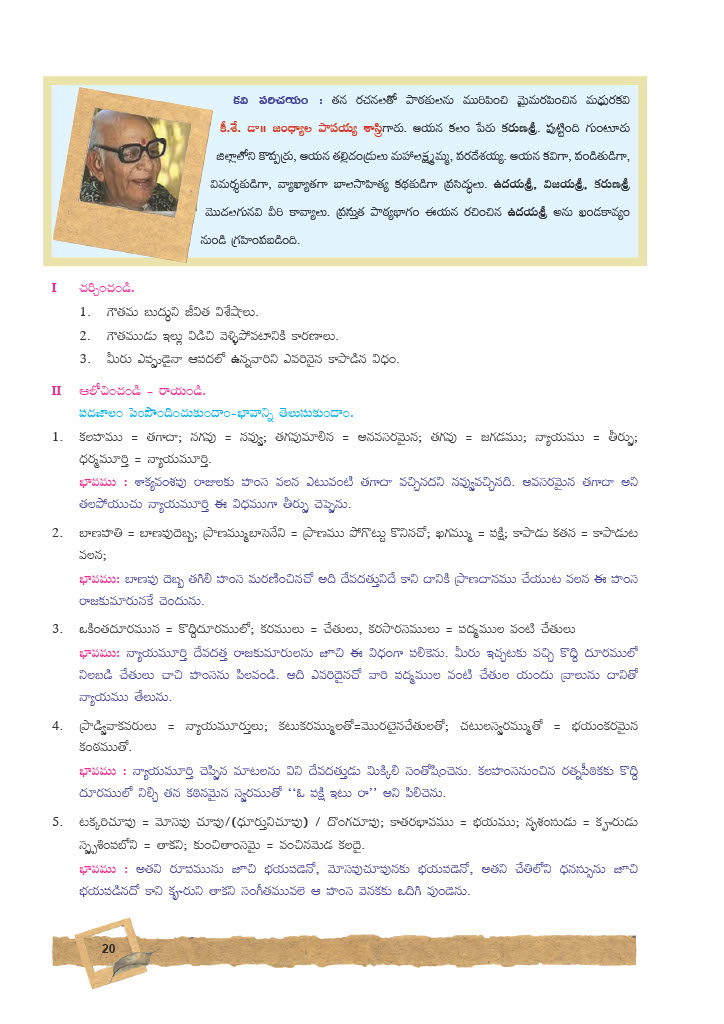 కవి పరిచయం : తన రచనలతో పాఠకులను మురిపించి మైమరపించిన మధురకవి
కీ.శే. డా॥ జంధ్యాల పాపయ్య శాస్త్రిగారు. ఆయన కలం పేరు కరుణశ్రీ. పుట్టింది గుంటూరు
జిల్లాలోని కొప్పర్రు, ఆయన తల్లిదండ్రులు మహాలక్ష్మమ్మ, పరదేశయ్య. ఆయన కవిగా, పండితుడిగా,
విమర్శకుడిగా, వ్యాఖ్యాతగా బాలసాహిత్య కథకుడిగా ప్రసిద్ధులు. ఉదయశ్రీ, విజయశ్రీ, కరుణశ్రీ
మొదలగునవి వీరి కావ్యాలు. ప్రస్తుత పాఠ్యభాగం ఈయన రచించిన ఉదయశ్రీ అను ఖండకావ్యం
నుండి గ్రహింపబడింది.
I చర్చించండి.
1. గౌతమ బుద్ధుని జీవిత విశేషాలు.
2. గౌతముడు ఇల్లు విడిచి వెళ్ళిపోవటానికి కారణాలు.
3. మీరు ఎప్పుడైనా ఆపదలో ఉన్నవారిని ఎవరినైన కాపాడిన విధం.
II ఆలోచించండి - రాయండి.
పదజాలం పెంపొందించుకుందాం-భావాన్ని తెలుసుకుందాం.
1. కలహము = తగాదా; నగవు = నవ్వు; తగవుమాలిన = అనవసరమైన; తగవు = జగడము; న్యాయము = తీర్పు;
ధర్మమూర్తి = న్యాయమూర్తి.
భావము : శాక్యవంశపు రాజులకు హంస వలన ఎటువంటి తగాదా వచ్చినదని నవ్వువచ్చినది. అవసరమైన తగాదా అని
తలపోయుచు న్యాయమూర్తి ఈ విధముగా తీర్పు చెప్పెను.
2. బాణహతి = బాణపుదెబ్బ; ప్రాణమ్ముబాసెనేని = ప్రాణము పోగొట్టు కొనినచో; ఖగమ్ము = పక్షి; కాపాడు కతన = కాపాడుట
వలన;
భావము: బాణపు దెబ్బ తగిలి హంస మరణించినచో అది దేవదత్తునిదే కాని దానికి ప్రాణదానము చేయుట వలన ఈ హంస
రాజకుమారునకే చెందును.
3. ఒకింతదూరమున = కొద్దిదూరములో; కరములు = చేతులు, కరసారసములు = పద్మముల వంటి చేతులు
భావము: న్యాయమూర్తి దేవదత్త రాజకుమారులను జూచి ఈ విధంగా పలికెను. మీరు ఇచ్చటకు వచ్చి కొద్ది దూరములో
నిలబడి చేతులు చాచి హంసను పిలవండి. అది ఎవరిదైనచో వారి పద్మముల వంటి చేతుల యందు వ్రాలును దానితో
న్యాయము తేలును.
4. ప్రాడ్వివాకవరులు = న్యాయమూర్తులు; కటుకరమ్ములతో=మొరటైనచేతులతో; చటులస్వరమ్ముతో = భయంకరమైన
కంఠముతో.
భావము : న్యాయమూర్తి చెప్పిన మాటలను విని దేవదత్తుడు మిక్కిలి సంతోషించెను. కలహంసనుంచిన రత్నపీఠికకు కొద్ది
దూరములో నిల్చి తన కఠినమైన స్వరముతో ‘‘ఓ పక్షి ఇటు రా’’ అని పిలిచెను.
5. టక్కరిచూపు = మోసపు చూపు/(ధూర్తునిచూపు) / దొంగచూపు; కాతరభావము = భయము; నృశంసుడు = క్రూరుడు
స్పృశింపబోని = తాకని; కుంచితాంసమై = వంచినమెడ కలదై.
భావము : అతని రూపమును జూచి భయపడెనో, మోసపుచూపునకు భయపడెనో, అతని చేతిలోని ధనస్సును జూచి
భయపడినదో కాని క్రూరుని తాకని సంగీతమువలె ఆ హంస వెనకకు ఒదిగి వుండెను.
20